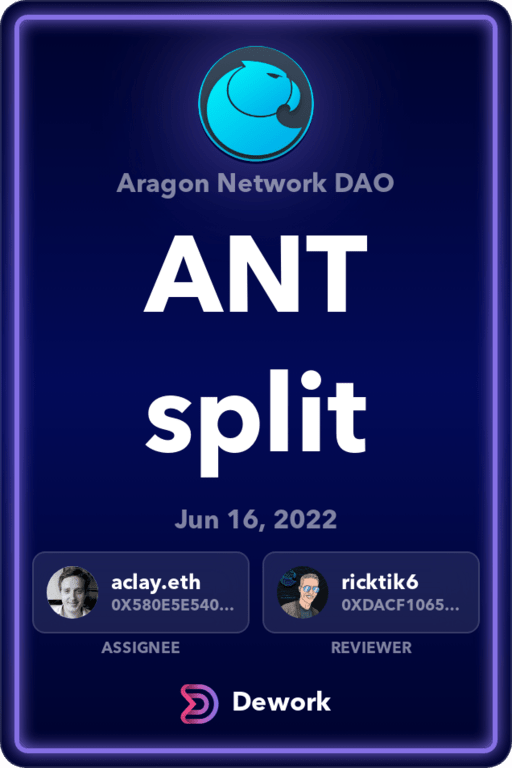 Aragon Network DAO
ANT
split
Jun 16, 2022
aclay.eth
0X580E5E540...
ASSIGNEE
ricktik6
0XDACF1065...
REVIEWER
Dework